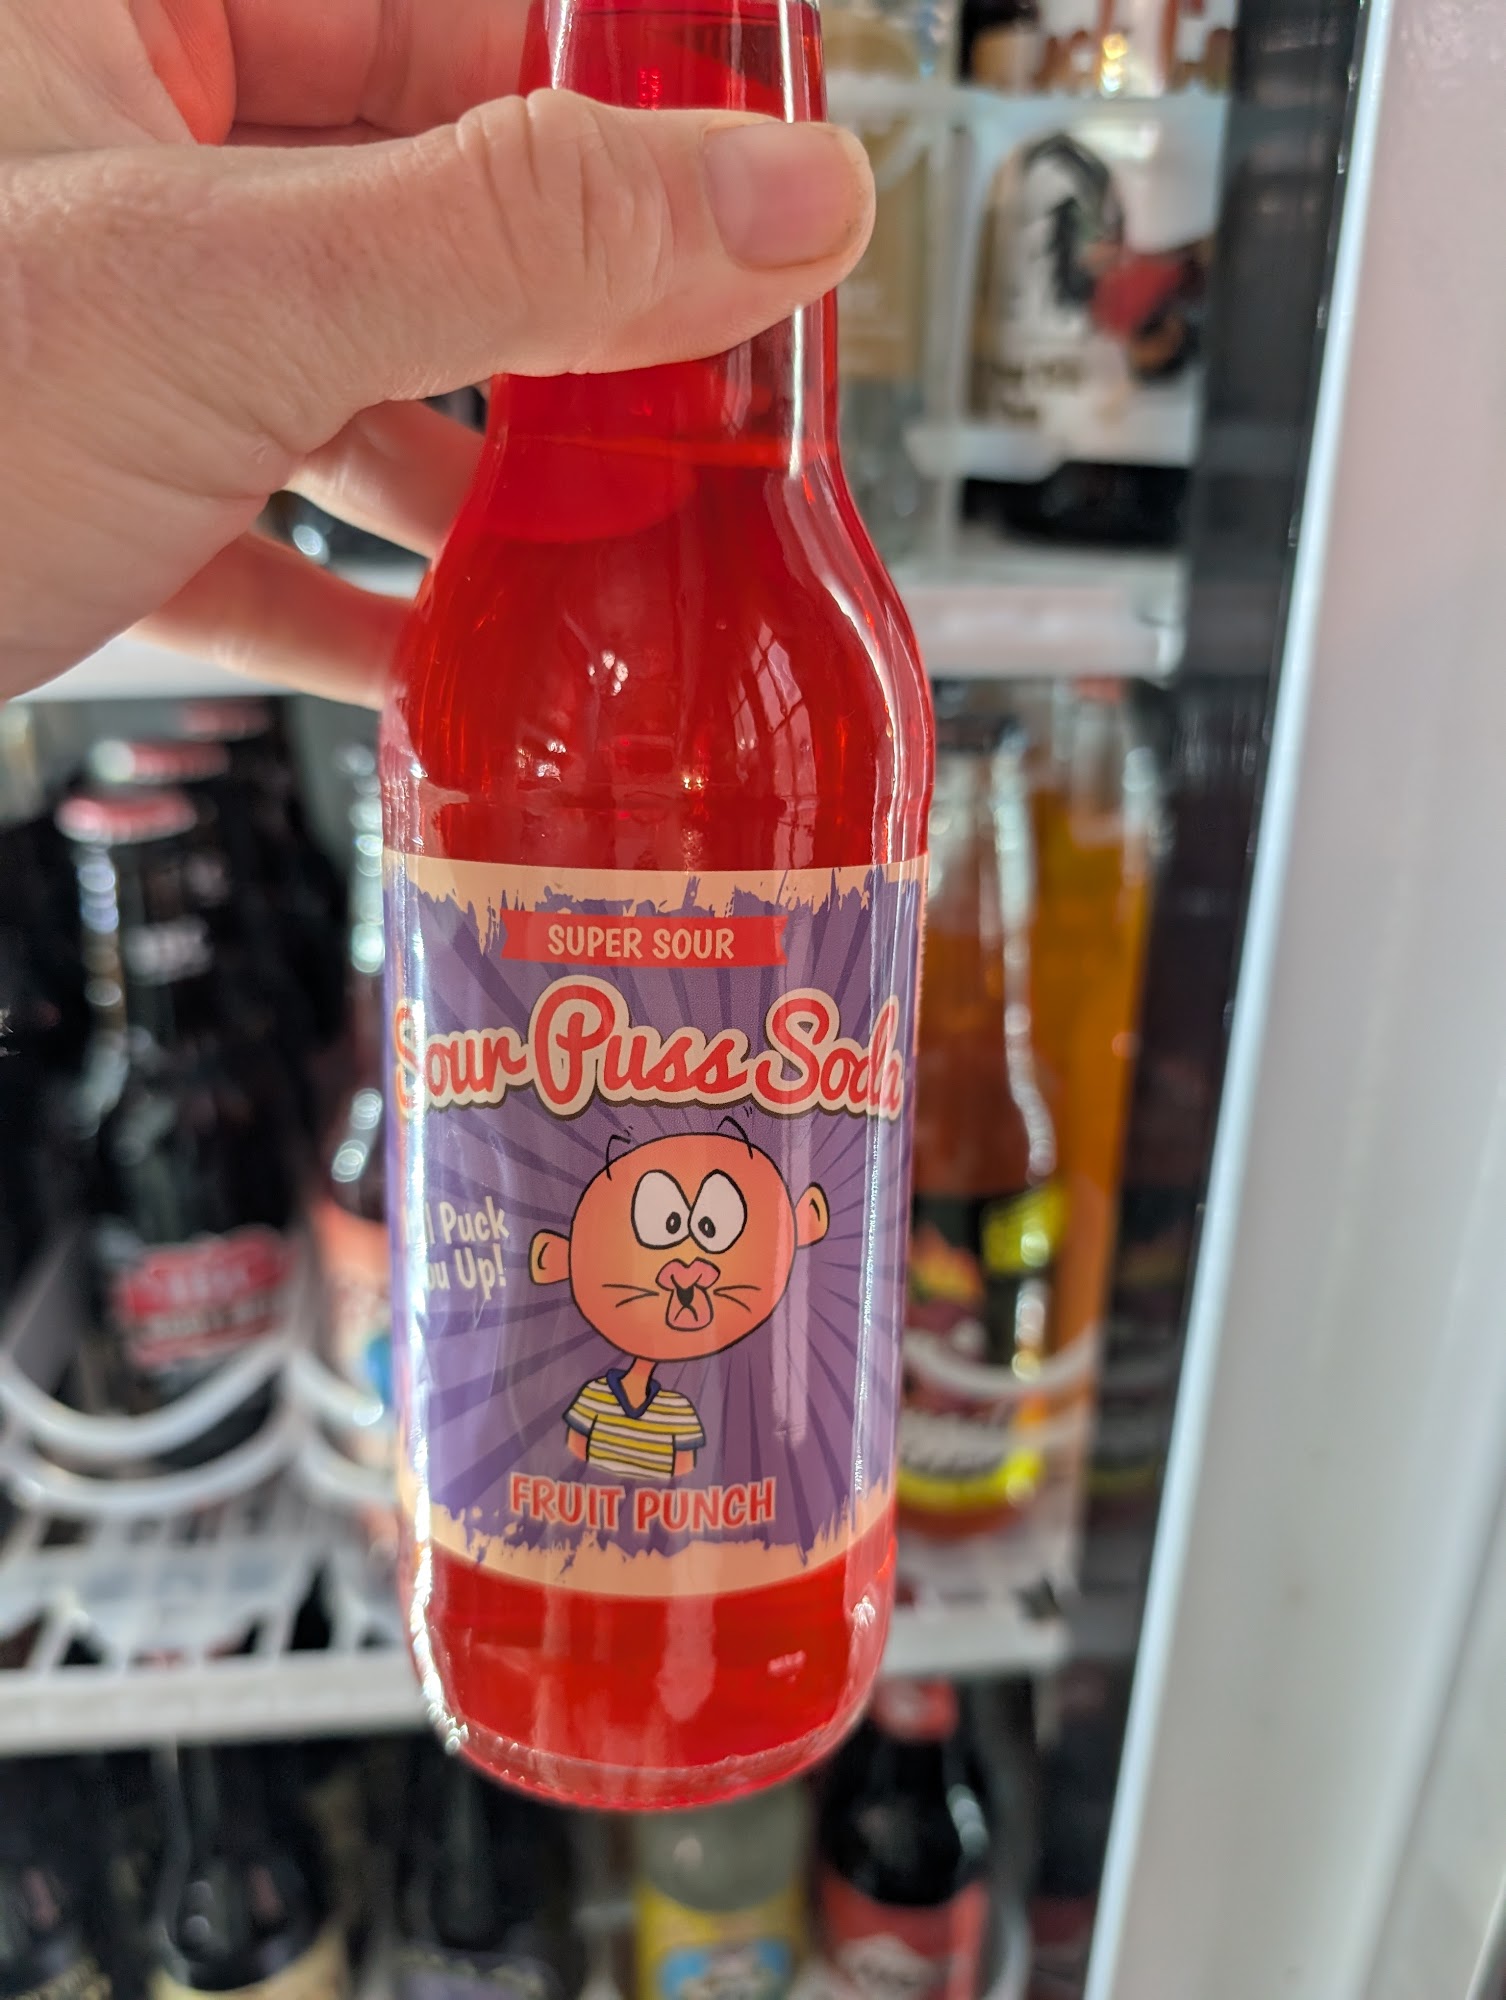 SUPER SOUR
Sour Puss Soda
Puck
Up!
FRUIT PUNCH